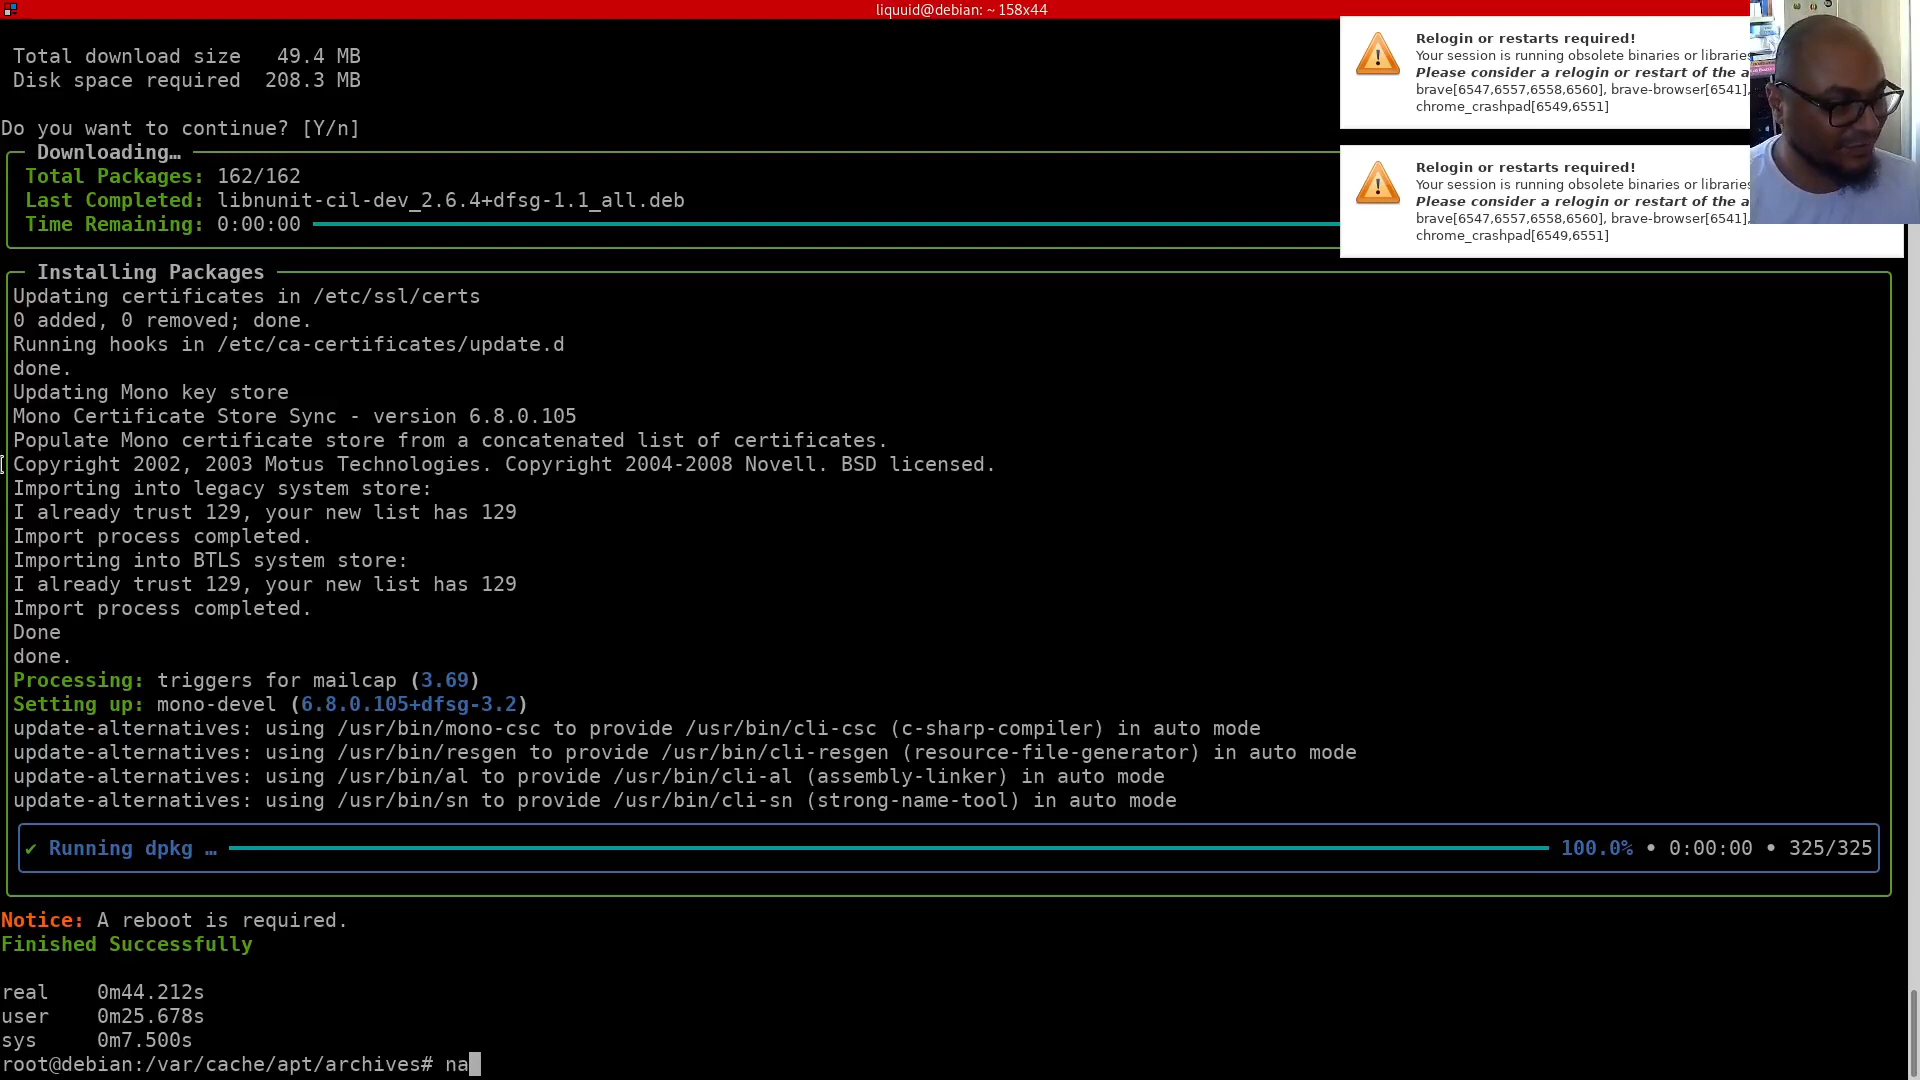 liquuid@debian: ~ 158x44
Total download size   49.4 MB
Disk space required  208.3 MB
Do you want to continue? [Y/n]
Downloading…
Total Packages: 162/162
Last Completed: libnunit-cil-dev_2.6.4+dfsg-1.1_all.deb
Time Remaining: 0:00:00
Relogin or restarts required!
Your session is running obsolete binaries or libraries
Please consider a relogin or restart of the
brave[6547,6557,6558,6560], brave-browser[6541],
chrome_crashpad[6549,6551]
Relogin or restarts required!
Your session is running obsolete binaries or libraries
Please consider a relogin or restart of the
brave[6547,6557,6558,6560], brave-browser[6541],
chrome_crashpad[6549,6551]
Installing Packages
Updating certificates in /etc/ssl/certs
0 added, 0 removed; done.
Running hooks in /etc/ca-certificates/update.d
done.
Updating Mono key store
Mono Certificate Store Sync - version 6.8.0.105
Populate Mono certificate store from a concatenated list of certificates.
Copyright 2002, 2003 Motus Technologies. Copyright 2004-2008 Novell. BSD licensed.
Importing into legacy system store:
I already trust 129, your new list has 129
Import process completed.
Importing into BTLS system store:
I already trust 129, your new list has 129
Import process completed.
Done
done.
Processing: triggers for mailcap (3.69)
Setting up: mono-devel (6.8.0.105+dfsg-3.2)
update-alternatives: using /usr/bin/mono-csc to provide /usr/bin/cli-csc (c-sharp-compiler) in auto mode
update-alternatives: using /usr/bin/resgen to provide /usr/bin/cli-resgen (resource-file-generator) in auto mode
update-alternatives: using /usr/bin/al to provide /usr/bin/cli-al (assembly-linker) in auto mode
update-alternatives: using /usr/bin/sn to provide /usr/bin/cli-sn (strong-name-tool) in auto mode
✔ Running dpkg … 100.0% • 0:00:00 • 325/325
Notice: A reboot is required.
Finished Successfully
real    0m44.212s
user    0m25.678s
sys     0m7.500s
root@debian:/var/cache/apt/archives# na